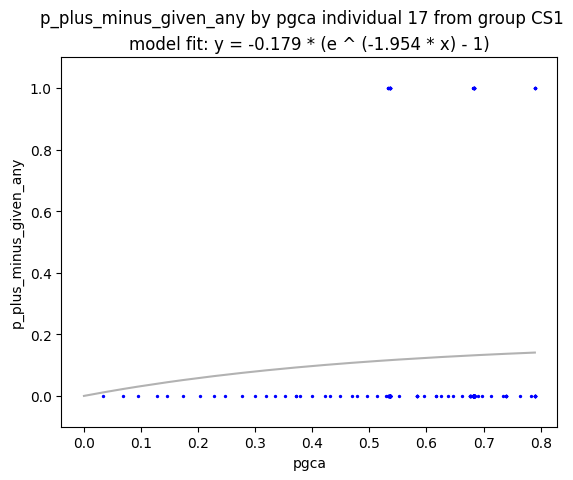 p_plus_minus_given_any by pgca individual 17 from group CS1
model fit: y = -0.179 * (e ^ (-1.954 * x) - 1)
1.0
0.8
0.6
0.4
0.2
0.0
p_plus_minus_given_any
0.0 0.1 0.2 0.3 0.4 0.5 0.6 0.7 0.8
pgca